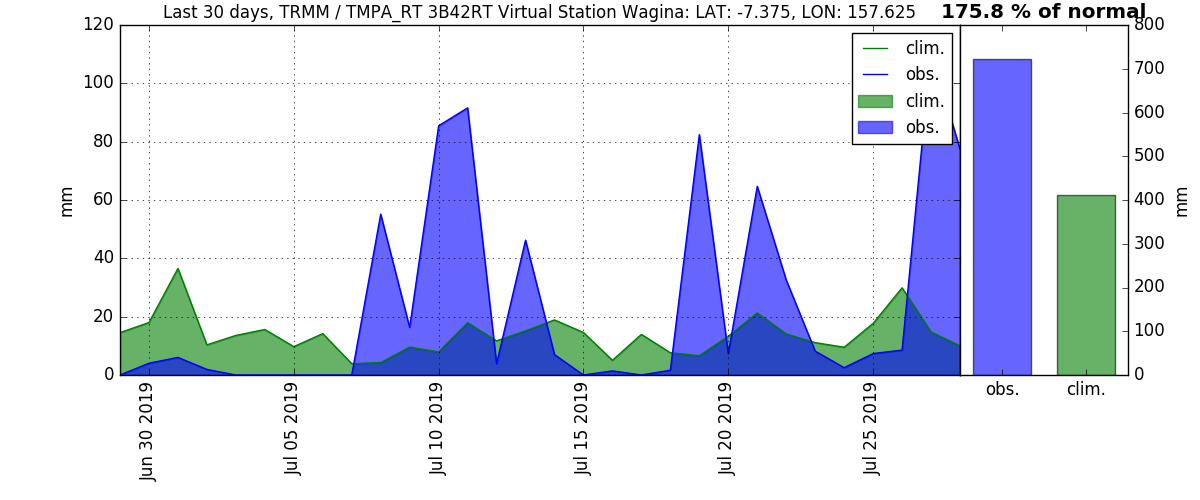 Last 30 days, TRMM / TMPA_RT 3B42RT Virtual Station Wagina: LAT: -7.375, LON: 157.625
175.8 % of normal
120
100
80
60
40
20
0
mm
clim.
obs.
clim.
obs.
800
700
600
500
400
300
200
100
0
mm
obs.
clim.
Jun 30 2019
Jul 05 2019
Jul 10 2019
Jul 15 2019
Jul 20 2019
Jul 25 2019